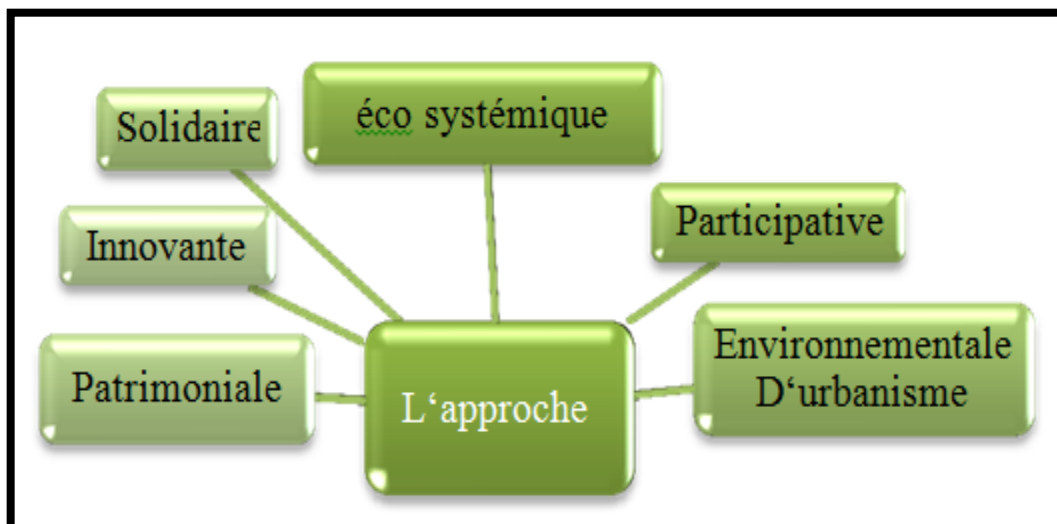 éco systémique
Solidaire
Participative
Innovante
Environnementale
D‘urbanisme
Patrimoniale
L‘approche